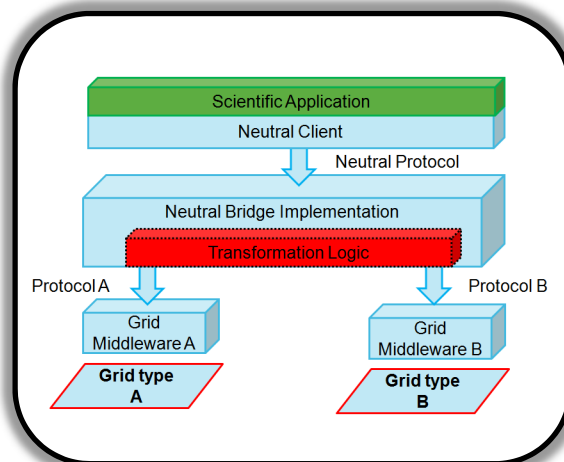 Scientific Application
Neutral Client
Neutral Protocol
Neutral Bridge Implementation
Transformation Logic
Protocol A
Protocol B
Grid
Middleware A
Grid
Middleware B
Grid type
A
Grid type
B